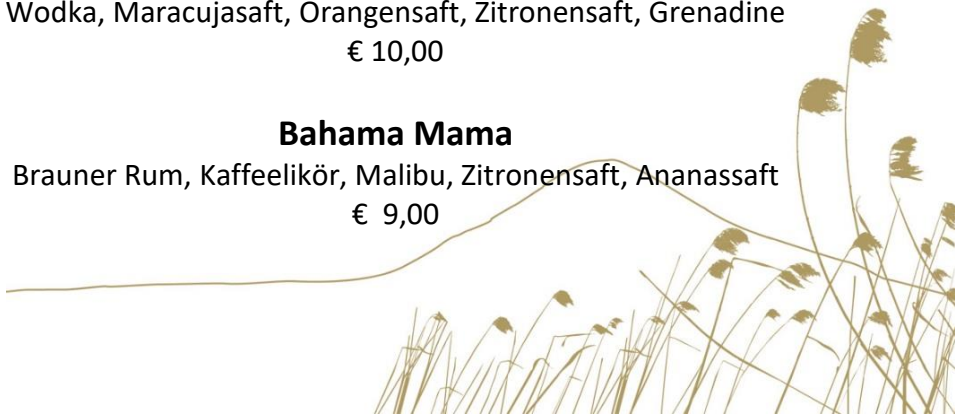 Wodka, Maracujasaft, Orangensaft, Zitronensaft, Grenadine
€ 10,00
Bahama Mama
Brauner Rum, Kaffeelikör, Malibu, Zitronensaft, Ananassaft
€ 9,00